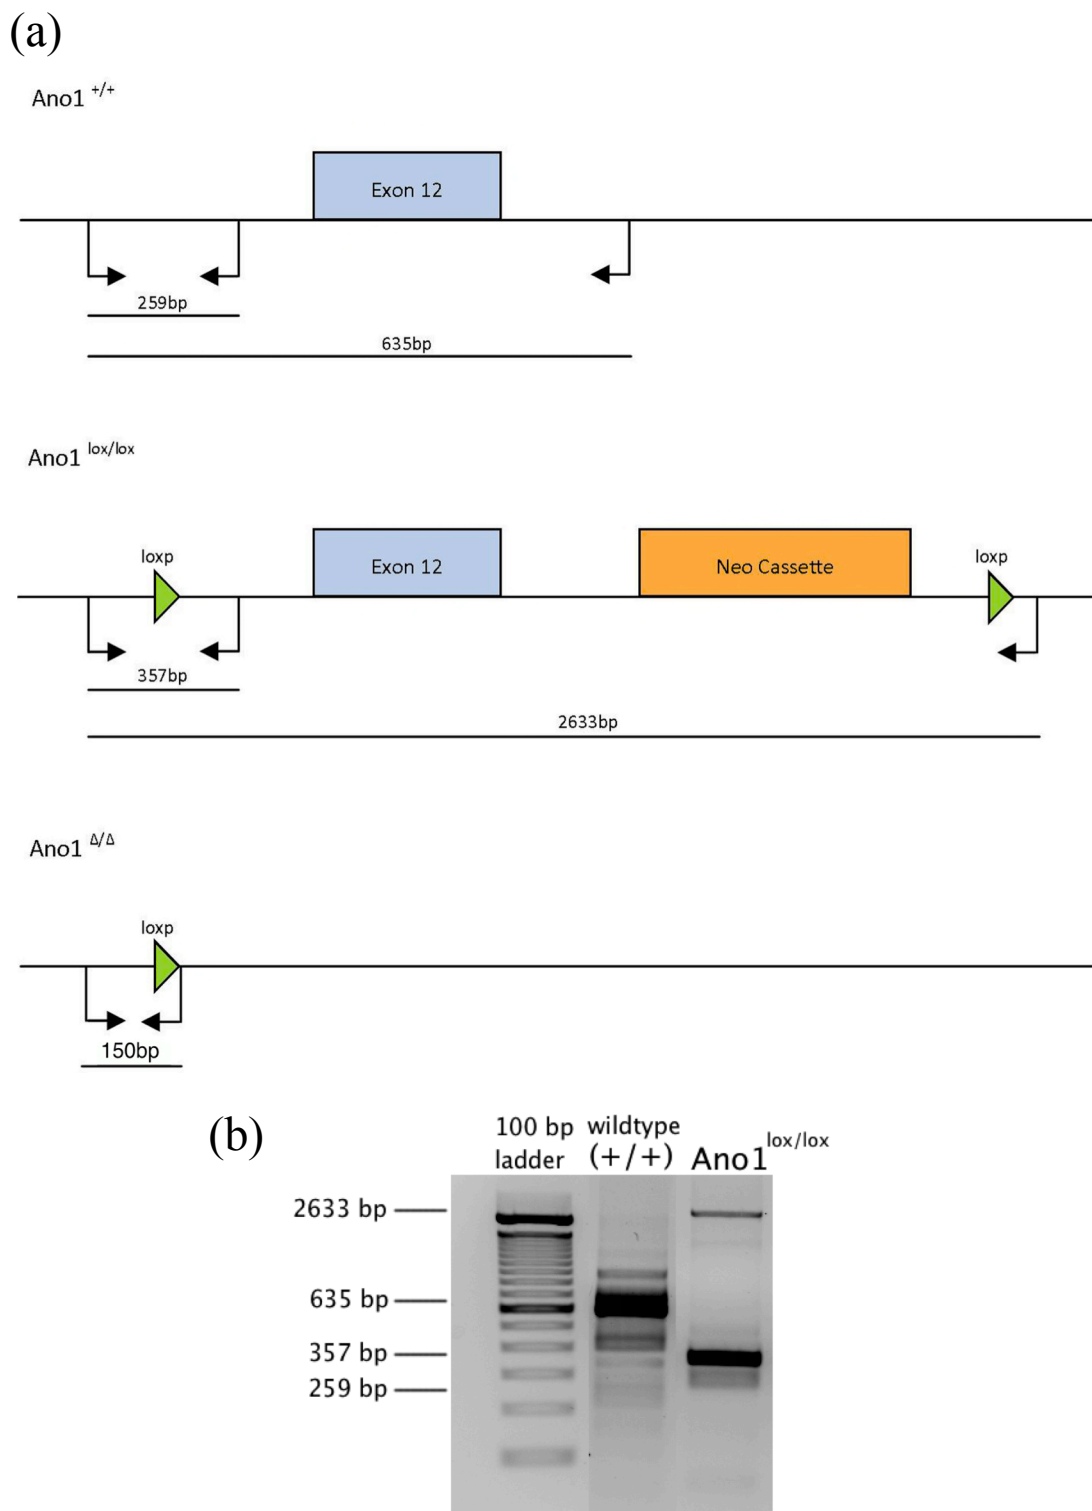 (a)
Ano1 +/+
Exon 12
259bp
635bp
Ano1 lox/lox
loxp
Exon 12
Neo Cassette
loxp
357bp
2633bp
Ano1 Δ/Δ
loxp
150bp
(b)
100 bp ladder
wildtype (+/+)
Ano1 lox/lox
2633 bp
635 bp
357 bp
259 bp